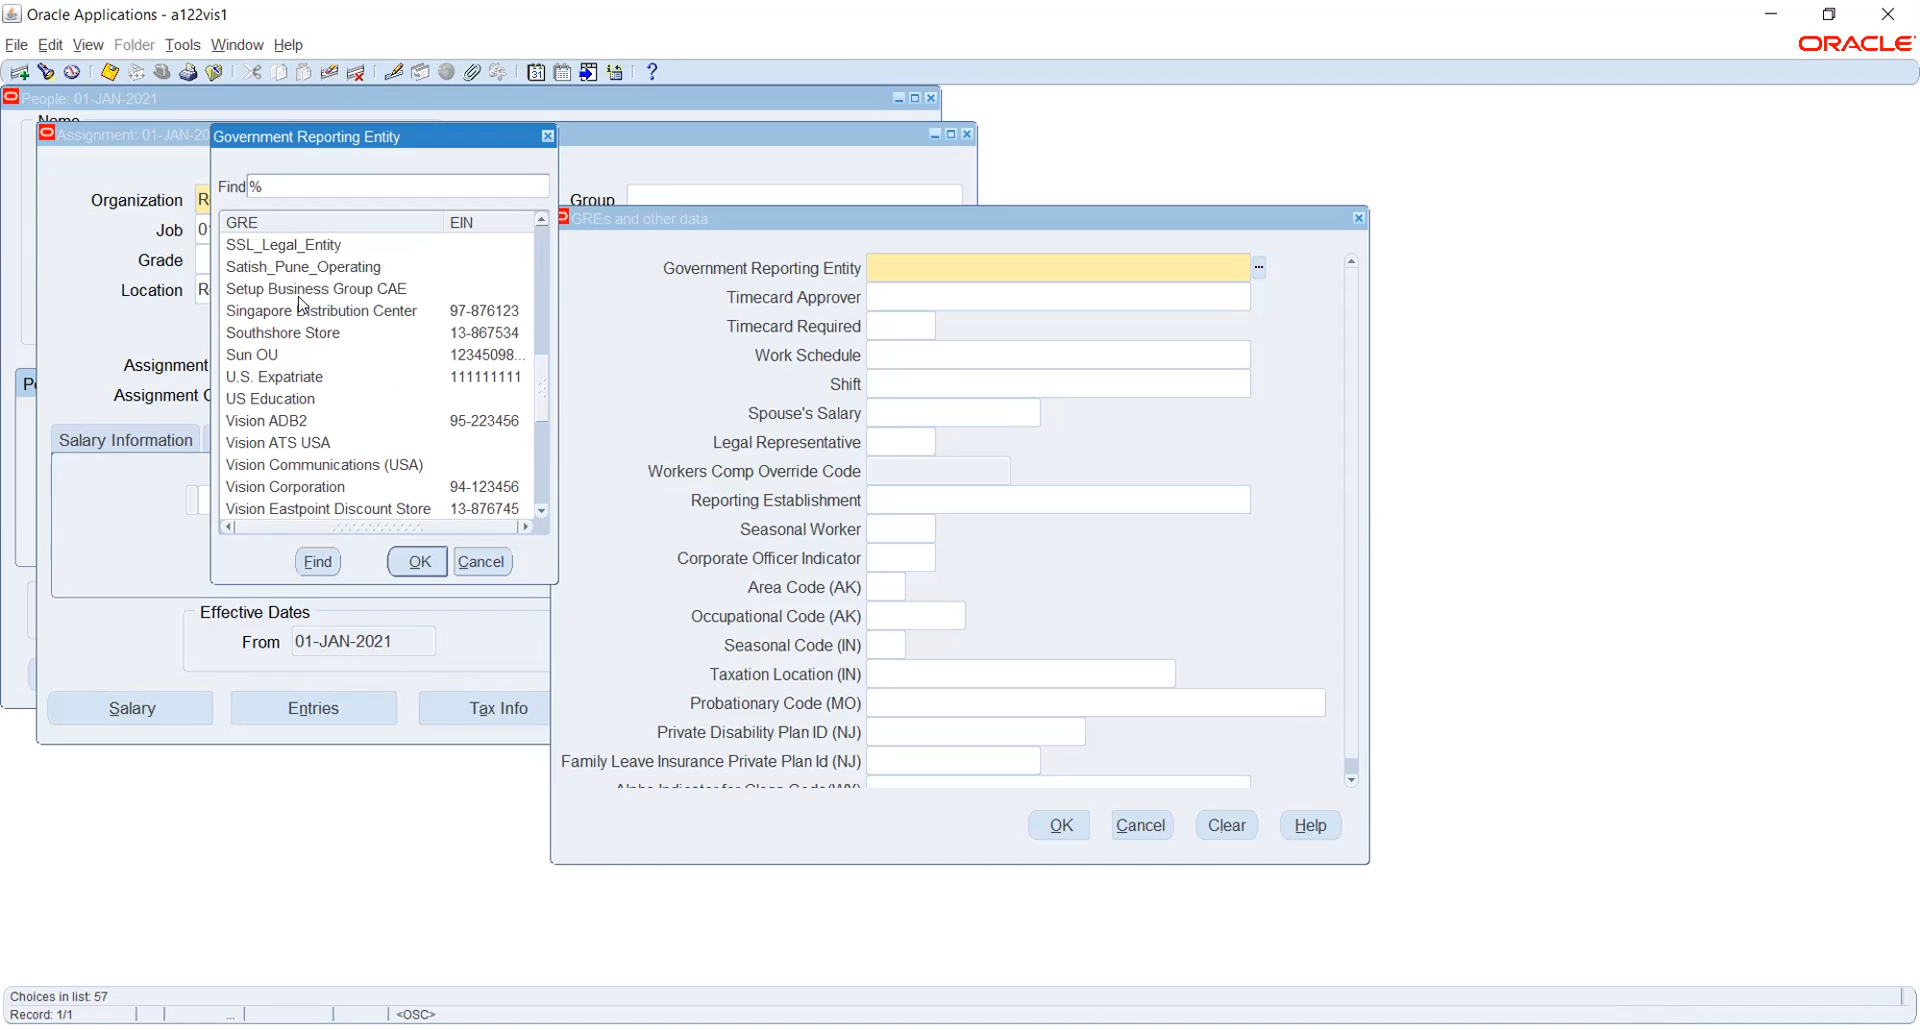 Oracle Applications - a122vis1
File Edit View Folder Tools Window Help
ORACLE
People: 01-JAN-2021
Name
Assignment: 01-JAN-20
Organization R
Job 0
Grade
Location R
Group
Assignment
Assignment C
Salary Information
Effective Dates
From 01-JAN-2021
Salary Entries Tax Info
Government Reporting Entity
Find %
GRE EIN
SSL_Legal_Entity
Satish_Pune_Operating
Setup Business Group CAE
Singapore Distribution Center 97-876123
Southshore Store 13-867534
Sun OU 12345098...
U.S. Expatriate 111111111
US Education
Vision ADB2 95-223456
Vision ATS USA
Vision Communications (USA)
Vision Corporation 94-123456
Vision Eastpoint Discount Store 13-876745
Find OK Cancel
GREs and other data
Government Reporting Entity
Timecard Approver
Timecard Required
Work Schedule
Shift
Spouse's Salary
Legal Representative
Workers Comp Override Code
Reporting Establishment
Seasonal Worker
Corporate Officer Indicator
Area Code (AK)
Occupational Code (AK)
Seasonal Code (IN)
Taxation Location (IN)
Probationary Code (MO)
Private Disability Plan ID (NJ)
Family Leave Insurance Private Plan Id (NJ)
OK Cancel Clear Help
Choices in list: 57
Record: 1/1 ... <OSC>